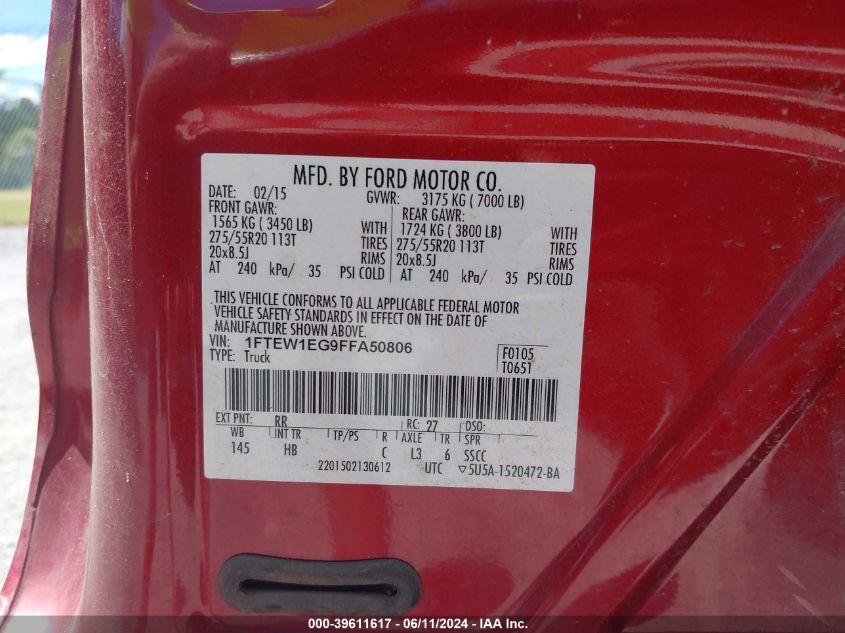 MFD. BY FORD MOTOR CO.
DATE: 02/15 GVWR: 3175 KG ( 7000 LB)
FRONT GAWR: REAR GAWR:
1565 KG ( 3450 LB) WITH 1724 KG ( 3800 LB) WITH
275/55R20 113T TIRES 275/55R20 113T TIRES
20x8.5J RIMS 20x8.5J RIMS
AT 240 kPa/ 35 PSI COLD AT 240 kPa/ 35 PSI COLD
THIS VEHICLE CONFORMS TO ALL APPLICABLE FEDERAL MOTOR
VEHICLE SAFETY STANDARDS IN EFFECT ON THE DATE OF
MANUFACTURE SHOWN ABOVE.
VIN: 1FTEW1EG9FFA50806 F0105
TYPE: Truck T0651
EXT PNT: RR RC: 27 DSO:
WB INT TR TP/PS R AXLE TR SPR
145 HB C L3 6 SSCC
2201502130612 UTC ▽5U5A-1520472-BA
000-39611617 - 06/11/2024 - IAAI.com